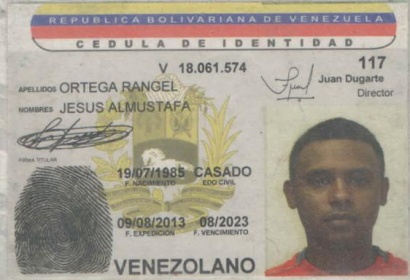 REPUBLICA BOLIVARIANA DE VENEZUELA
CEDULA DE IDENTIDAD
V 18.061.574
117
APELLIDOS ORTEGA RANGEL
Juan Dugarte
Director
NOMBRES JESUS ALMUSTAFA
FIRMA TITULAR
19/07/1985 CASADO
F. NACIMIENTO EDO CIVIL
09/08/2013 08/2023
F. EXPEDICION F. VENCIMIENTO
VENEZOLANO